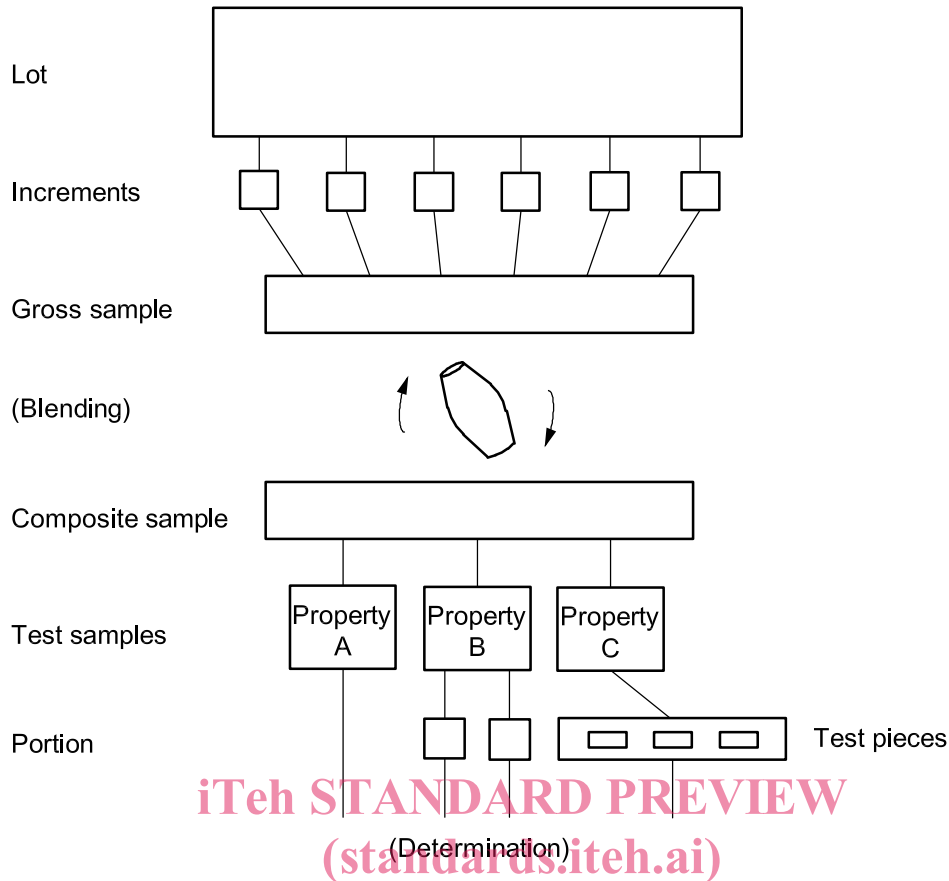 Lot
Increments
Gross sample
(Blending)
Composite sample
Test samples
Property
A
Property
B
Property
C
Portion
Test pieces
iTeh STANDARD PREVIEW
(Determination)
(standards.iteh.ai)